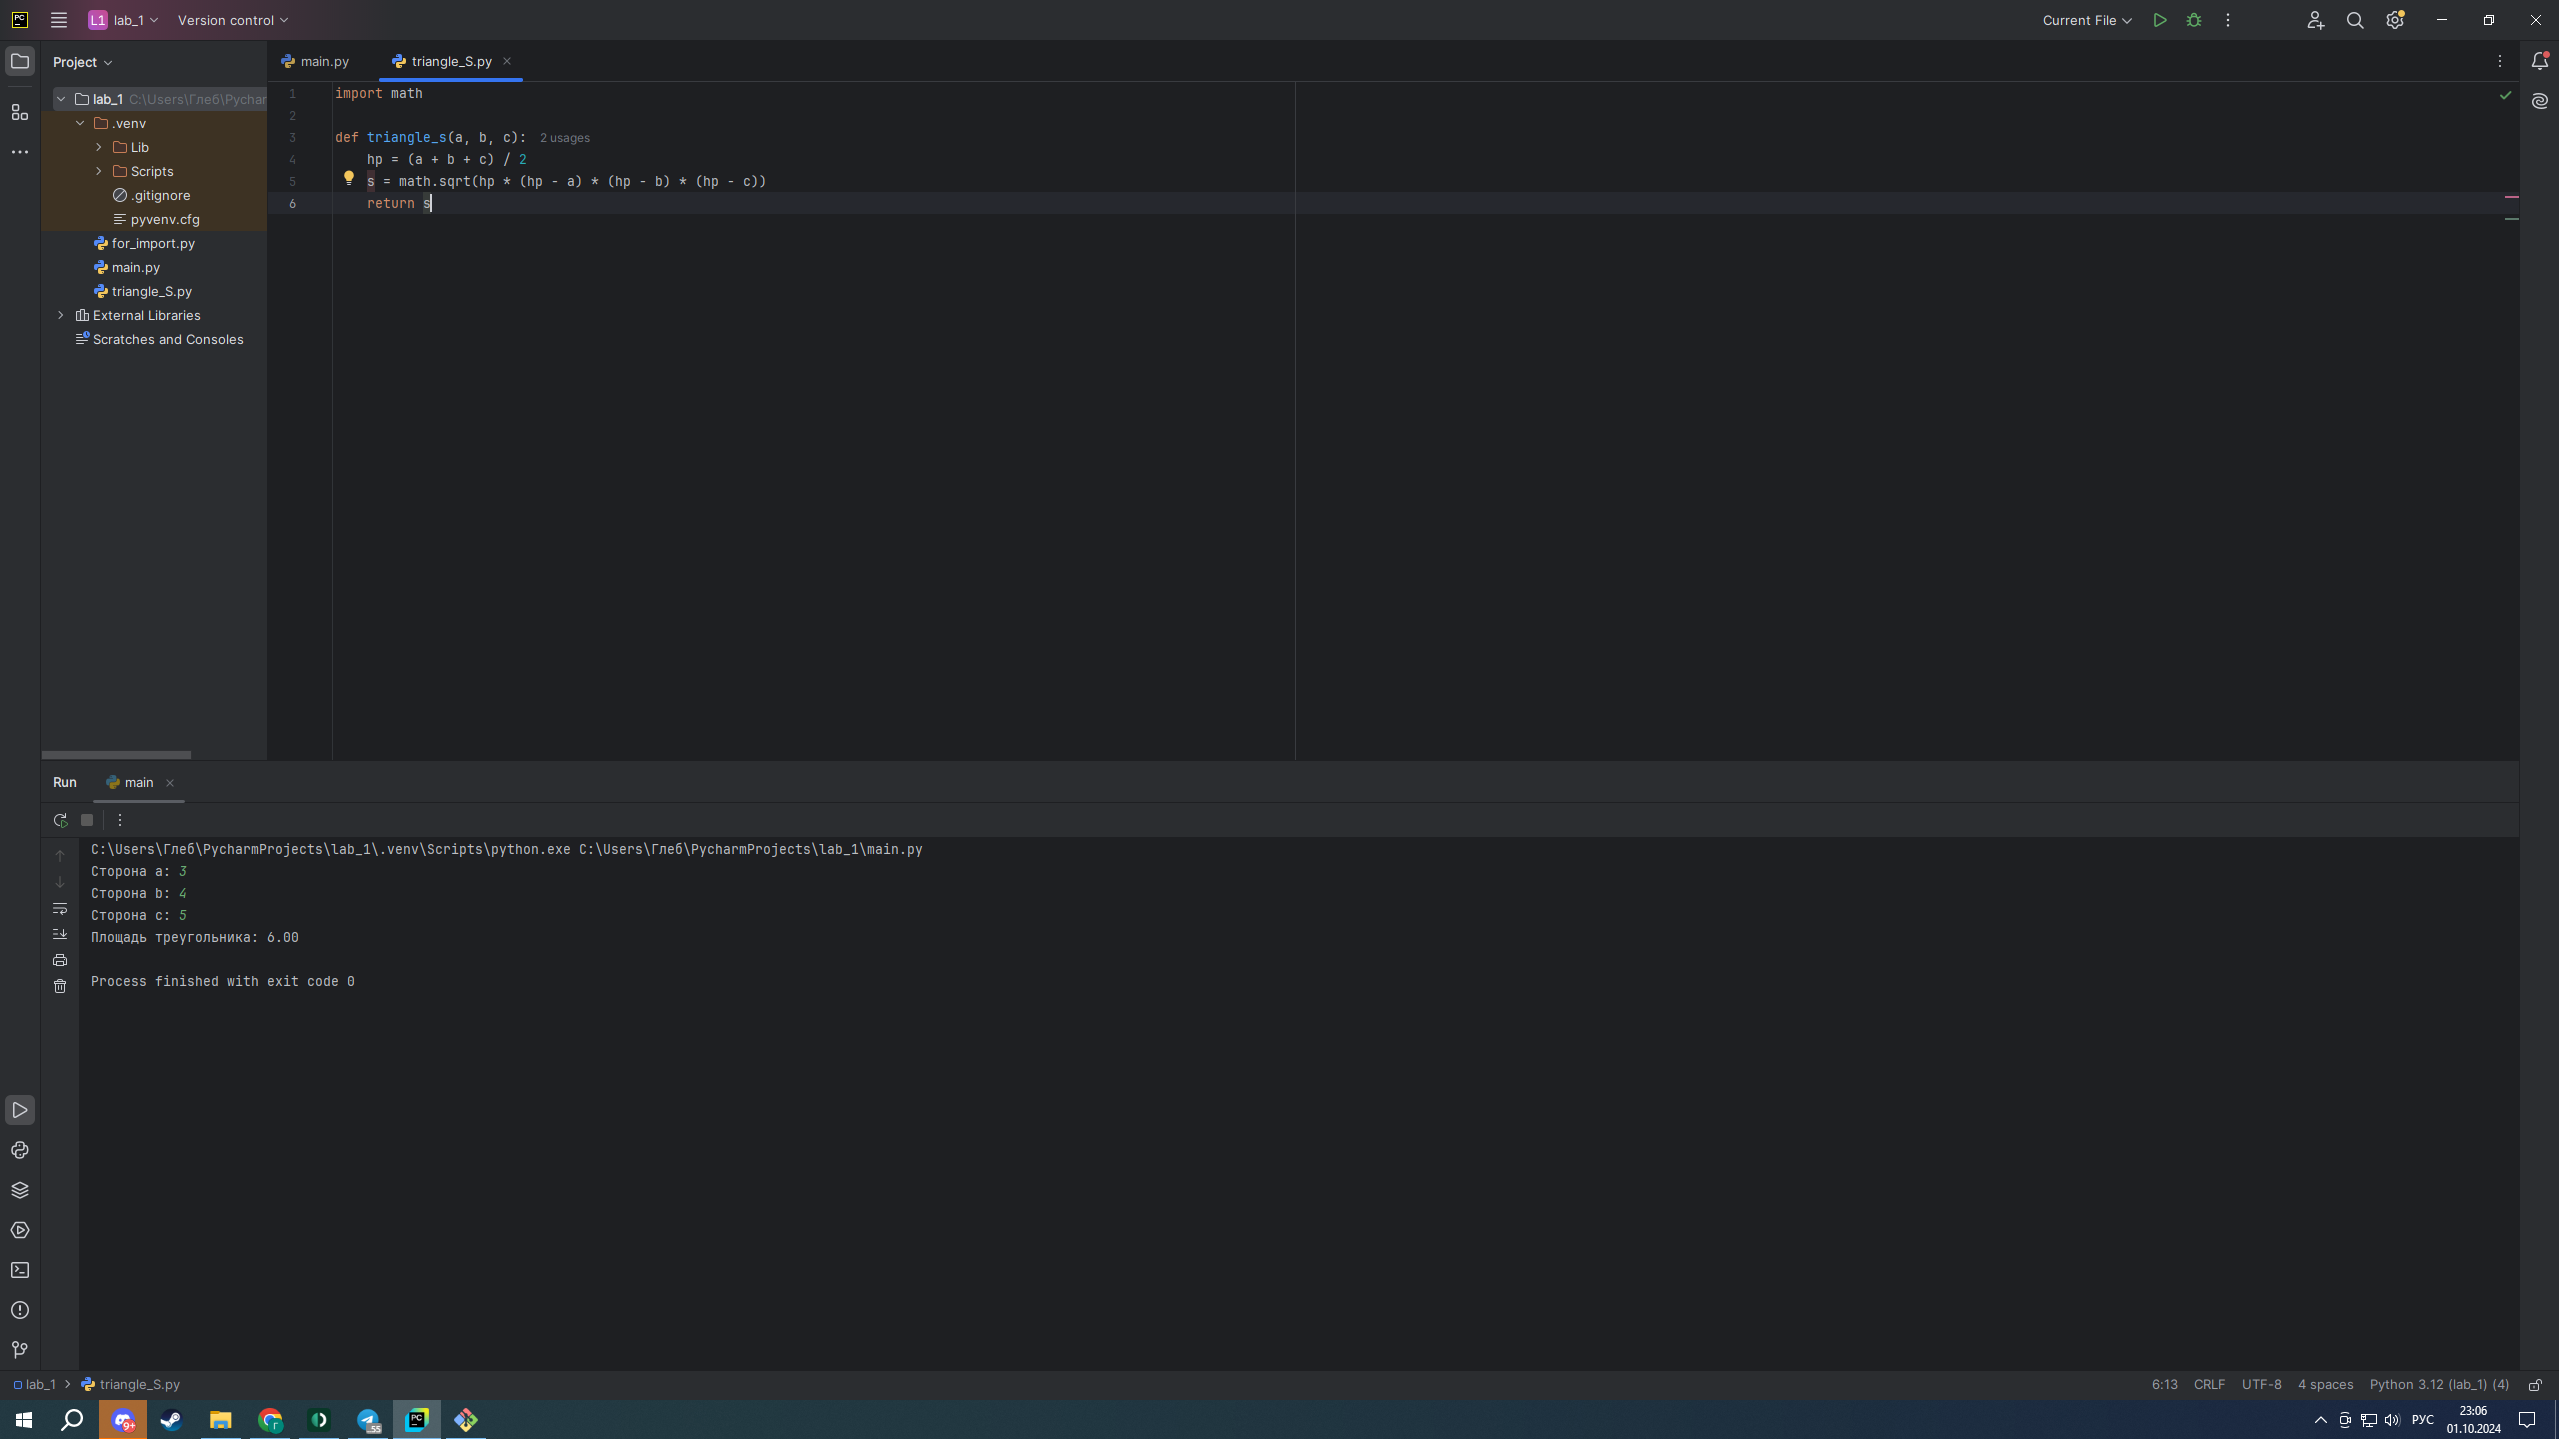 PC
L1 lab_1
Version control
Current File
Project
main.py
triangle_S.py
lab_1 C:\Users\Глеб\Pychar
.venv
Lib
Scripts
.gitignore
pyvenv.cfg
for_import.py
main.py
triangle_S.py
External Libraries
Scratches and Consoles
1 import math
2
3 def triangle_s(a, b, c): 2 usages
4 hp = (a + b + c) / 2
5 s = math.sqrt(hp * (hp - a) * (hp - b) * (hp - c))
6 return s
Run main
C:\Users\Глеб\PycharmProjects\lab_1\.venv\Scripts\python.exe C:\Users\Глеб\PycharmProjects\lab_1\main.py
Сторона a: 3
Сторона b: 4
Сторона c: 5
Площадь треугольника: 6.00
Process finished with exit code 0
lab_1 > triangle_S.py
6:13 CRLF UTF-8 4 spaces Python 3.12 (lab_1) (4)
9+
Г
55
PC
РУС
23:06
01.10.2024